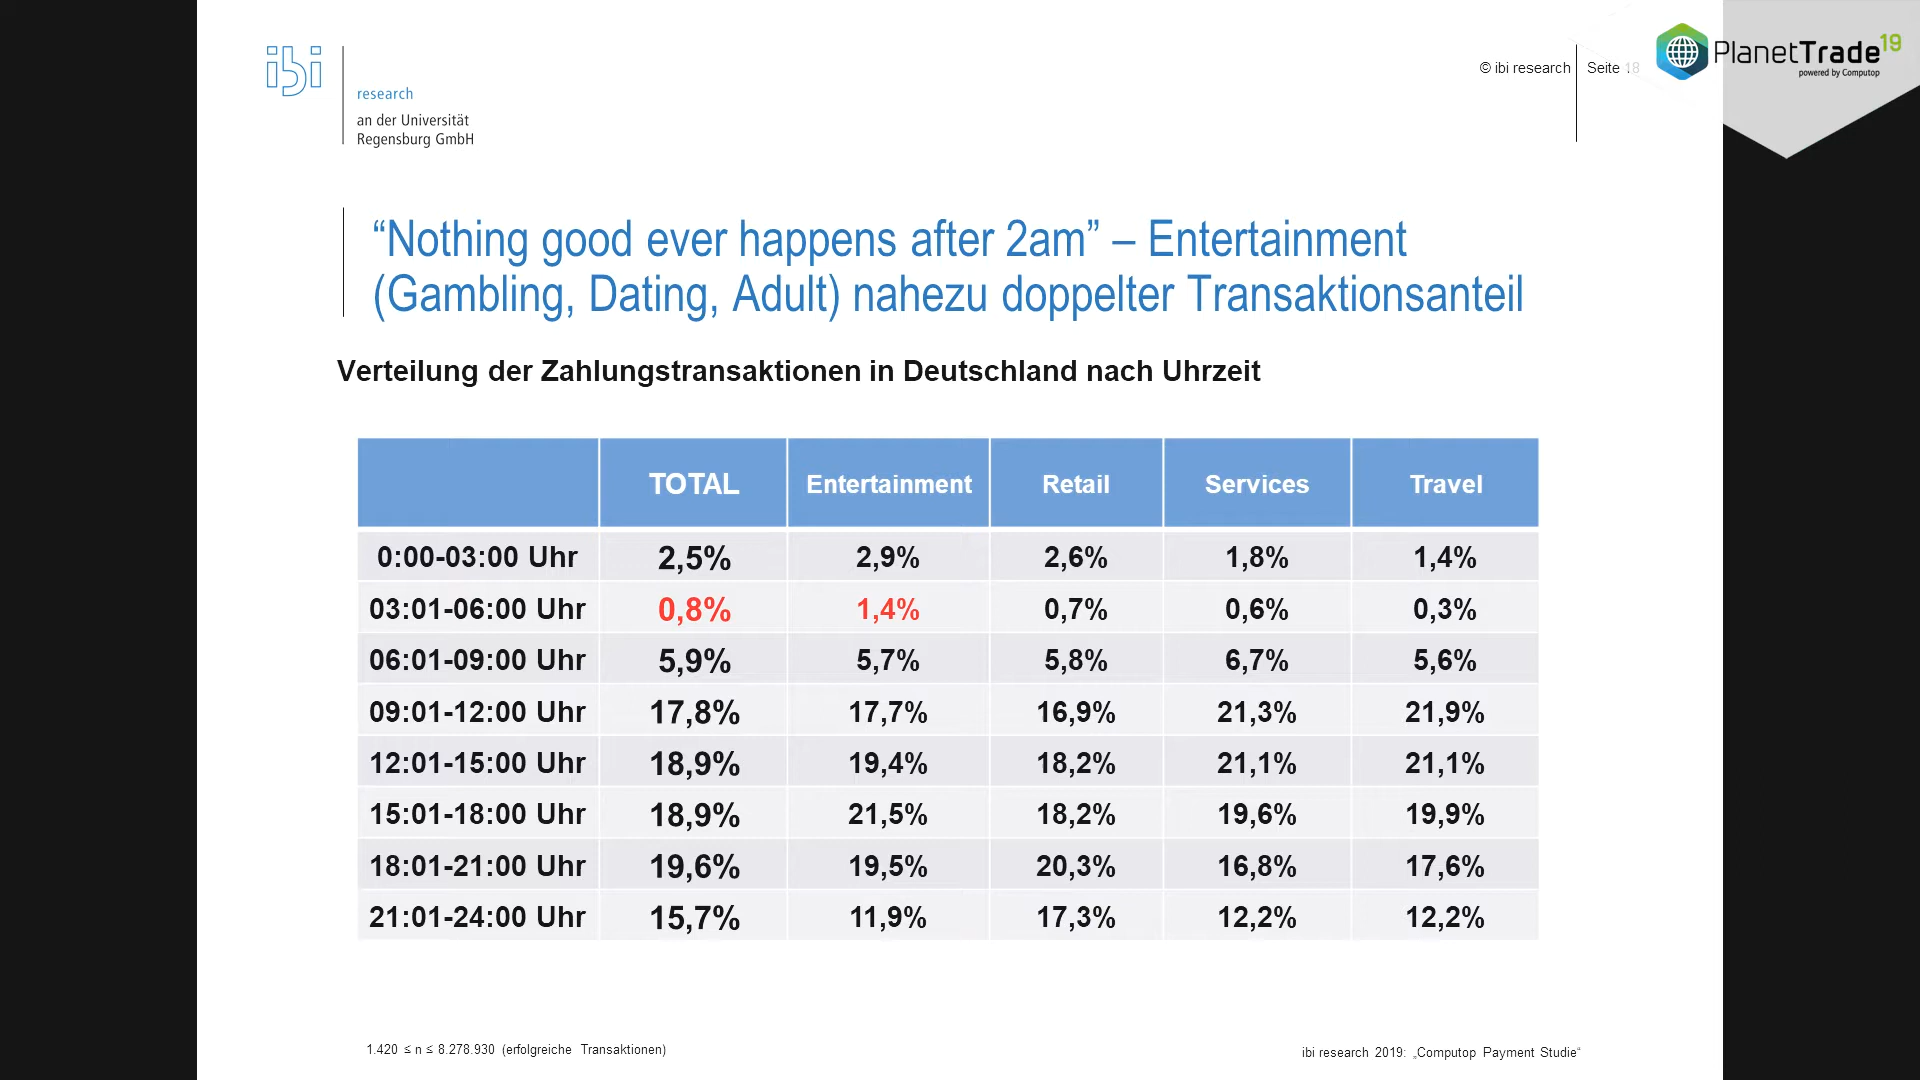 ibi
research
an der Universität
Regensburg GmbH
© ibi research
Seite 18
PlanetTrade19
powered by Computop
“Nothing good ever happens after 2am” – Entertainment
(Gambling, Dating, Adult) nahezu doppelter Transaktionsanteil
Verteilung der Zahlungstransaktionen in Deutschland nach Uhrzeit
TOTAL Entertainment Retail Services Travel
0:00-03:00 Uhr 2,5% 2,9% 2,6% 1,8% 1,4%
03:01-06:00 Uhr 0,8% 1,4% 0,7% 0,6% 0,3%
06:01-09:00 Uhr 5,9% 5,7% 5,8% 6,7% 5,6%
09:01-12:00 Uhr 17,8% 17,7% 16,9% 21,3% 21,9%
12:01-15:00 Uhr 18,9% 19,4% 18,2% 21,1% 21,1%
15:01-18:00 Uhr 18,9% 21,5% 18,2% 19,6% 19,9%
18:01-21:00 Uhr 19,6% 19,5% 20,3% 16,8% 17,6%
21:01-24:00 Uhr 15,7% 11,9% 17,3% 12,2% 12,2%
1.420 ≤ n ≤ 8.278.930 (erfolgreiche Transaktionen)
ibi research 2019: „Computop Payment Studie“